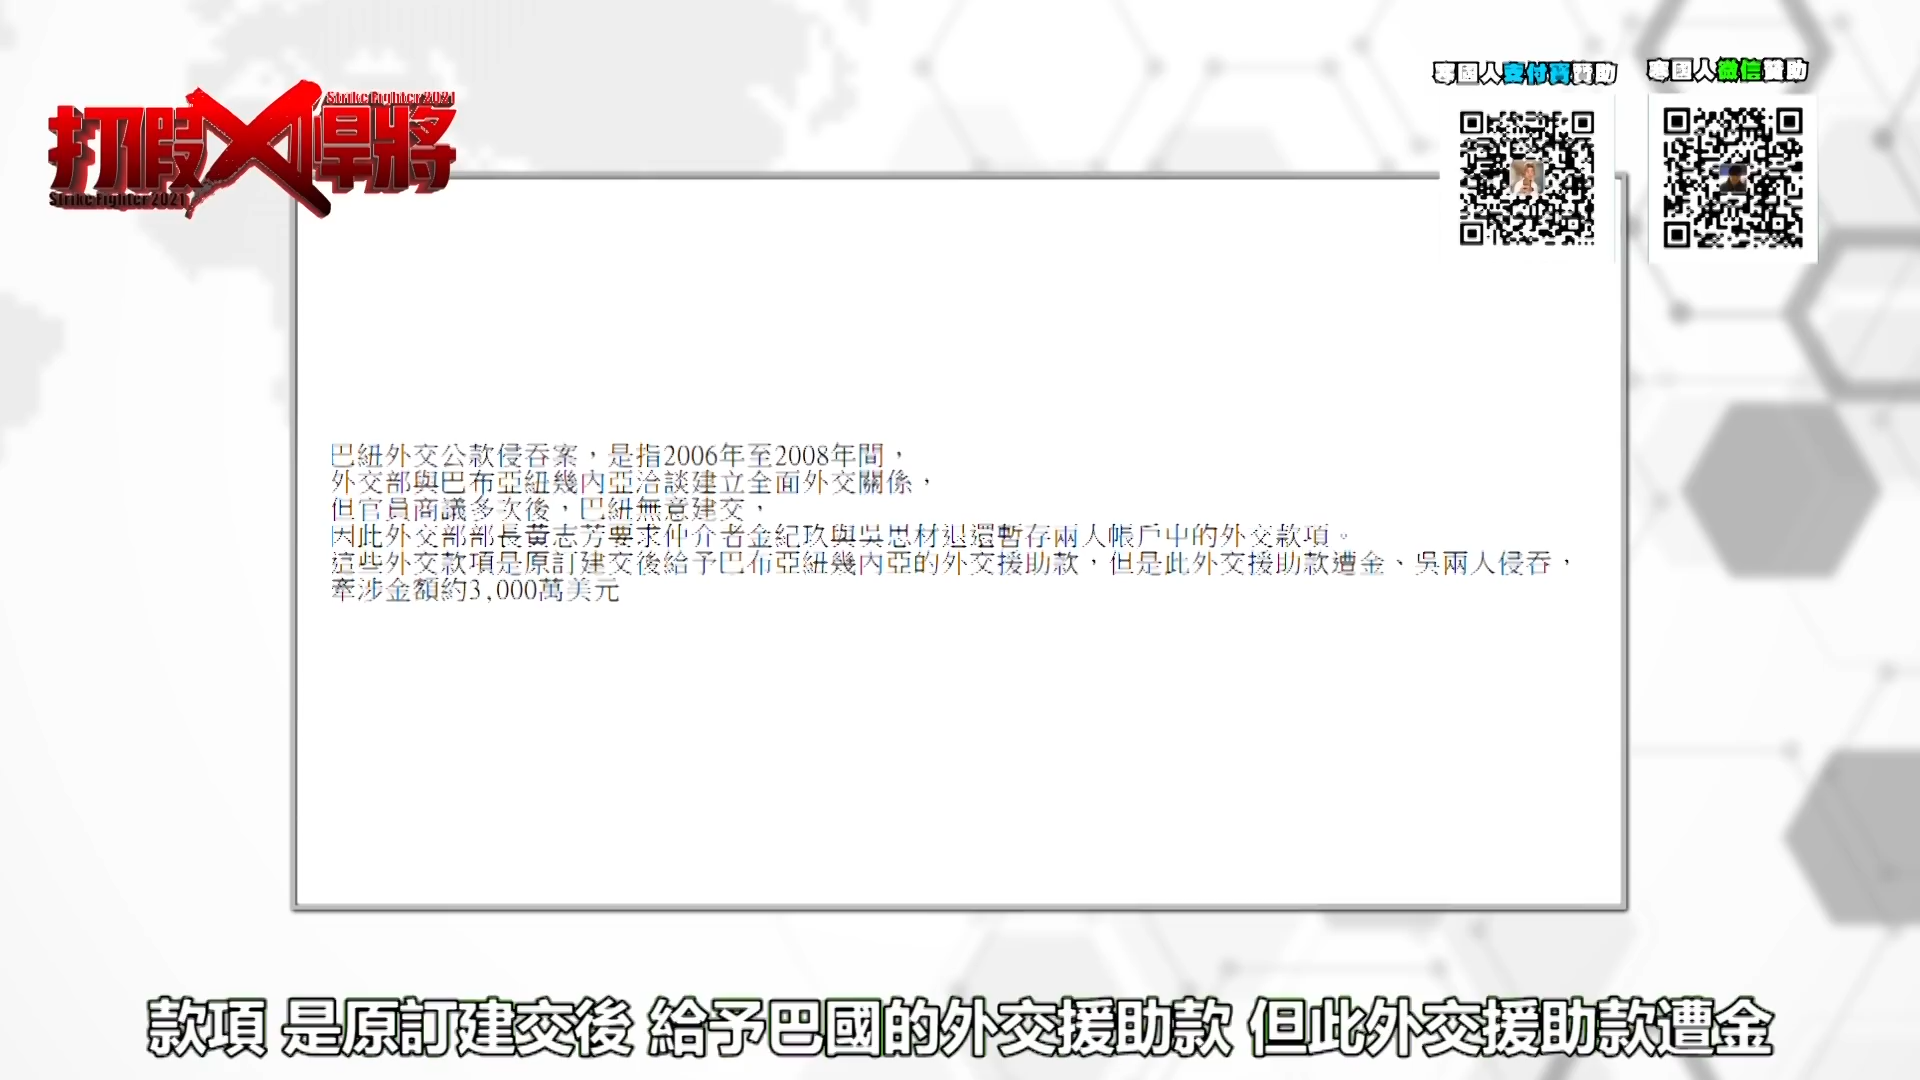 打假悍將
Strike Fighter 2021
Strike Fighter 2021
專國人支付寶贊助
專國人微信贊助
巴紐外交公款侵吞案，是指2006年至2008年間，
外交部與巴布亞紐幾內亞洽談建立全面外交關係，
但官員商議多次後，巴紐無意建交，
因此外交部部長黃志芳要求仲介者金紀玖與吳思材退還暫存兩人帳戶中的外交款項。
這些外交款項是原訂建交後給予巴布亞紐幾內亞的外交援助款，但是此外交援助款遭金、吳兩人侵吞，
牽涉金額約3,000萬美元
款項 是原訂建交後 給予巴國的外交援助款 但此外交援助款遭金